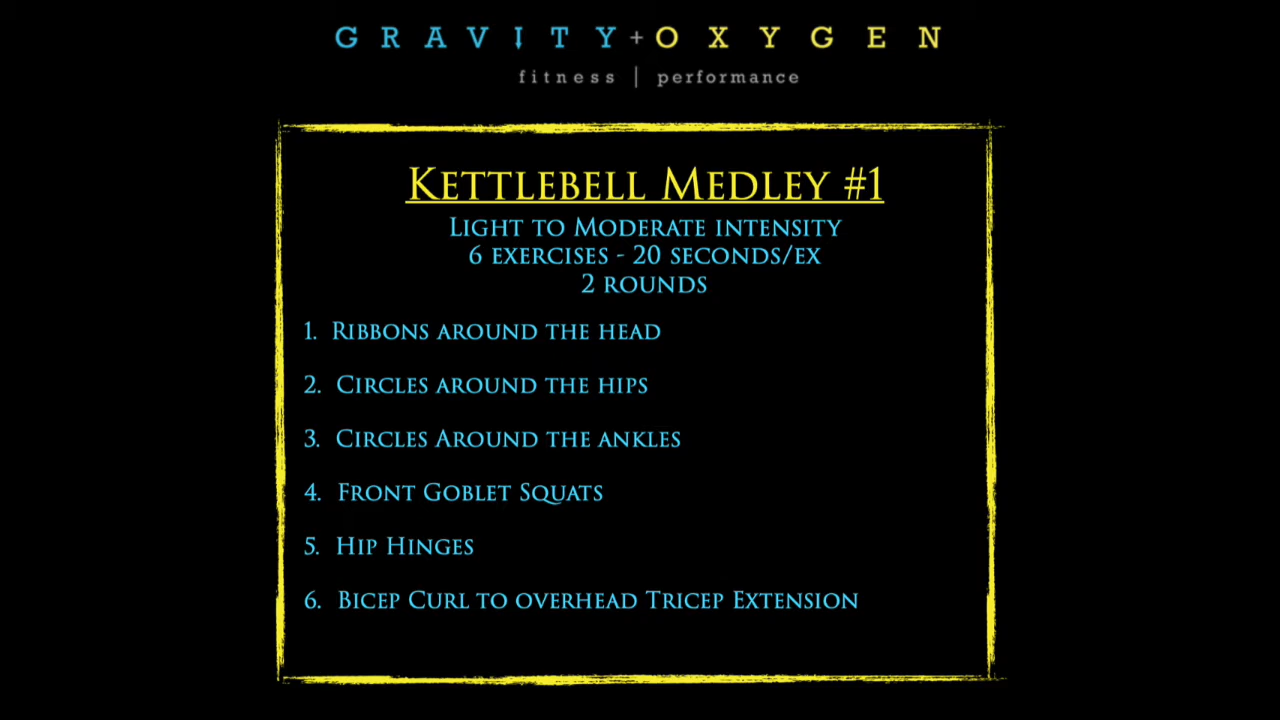 GRAVITY+OXYGEN
fitness | performance
Kettlebell Medley #1
Light to Moderate intensity
6 exercises - 20 seconds/ex
2 rounds
1. Ribbons around the head
2. Circles around the hips
3. Circles Around the ankles
4. Front Goblet Squats
5. Hip Hinges
6. Bicep Curl to overhead Tricep Extension